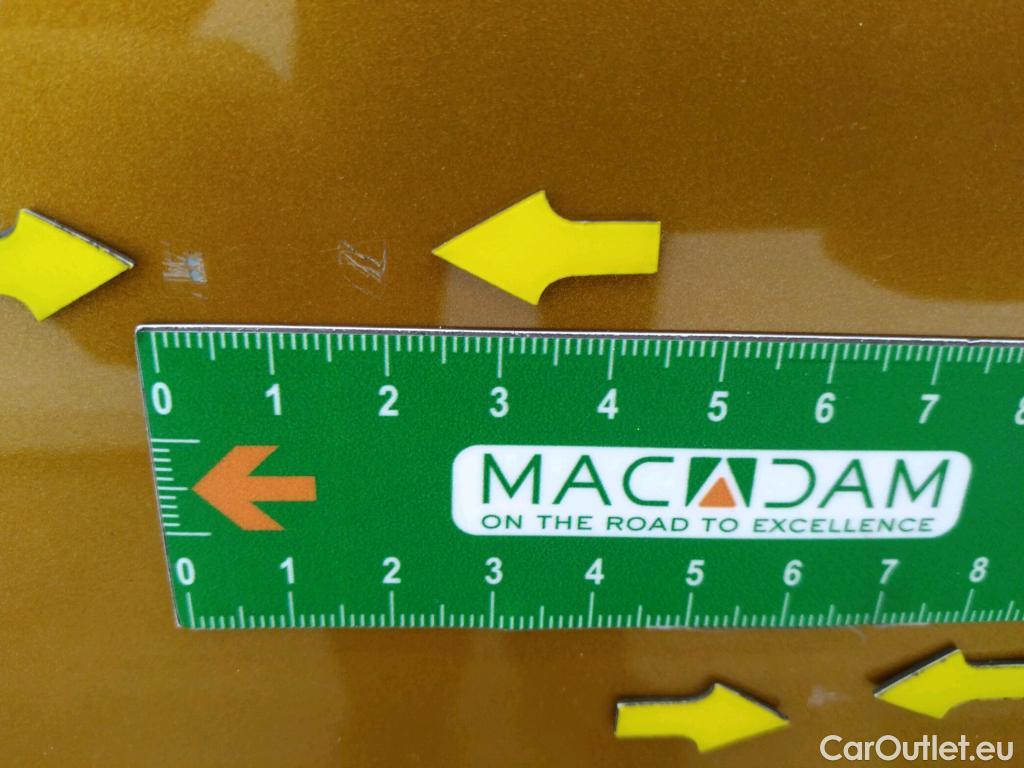 0 1 2 3 4 5 6 7 8
MACADAM
ON THE ROAD TO EXCELLENCE
0 1 2 3 4 5 6 7 8
CarOutlet.eu